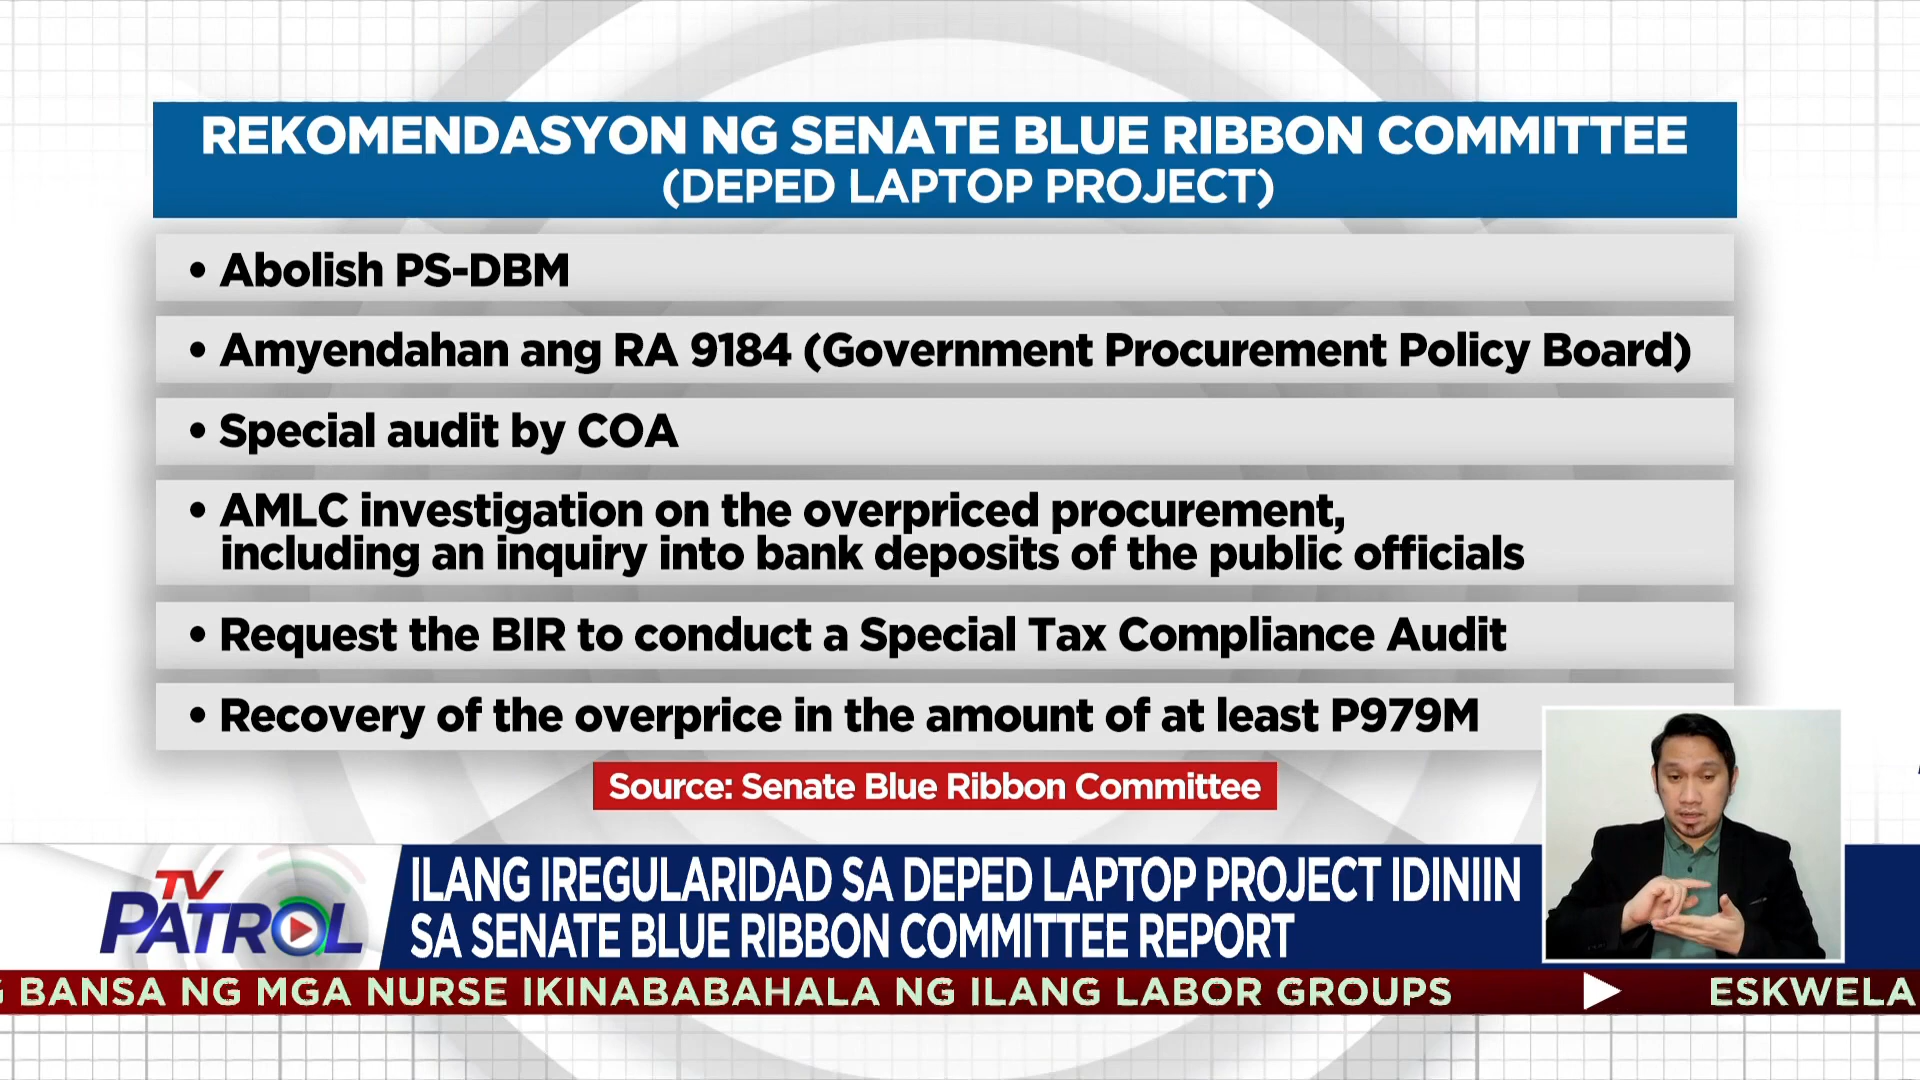 REKOMENDASYON NG SENATE BLUE RIBBON COMMITTEE
(DEPED LAPTOP PROJECT)
• Abolish PS-DBM
• Amyendahan ang RA 9184 (Government Procurement Policy Board)
• Special audit by COA
• AMLC investigation on the overpriced procurement,
including an inquiry into bank deposits of the public officials
• Request the BIR to conduct a Special Tax Compliance Audit
• Recovery of the overprice in the amount of at least P979M
Source: Senate Blue Ribbon Committee
TV
PATROL
ILANG IREGULARIDAD SA DEPED LAPTOP PROJECT IDINIIN
SA SENATE BLUE RIBBON COMMITTEE REPORT
BANSA NG MGA NURSE IKINABABAHALA NG ILANG LABOR GROUPS ESKWELA